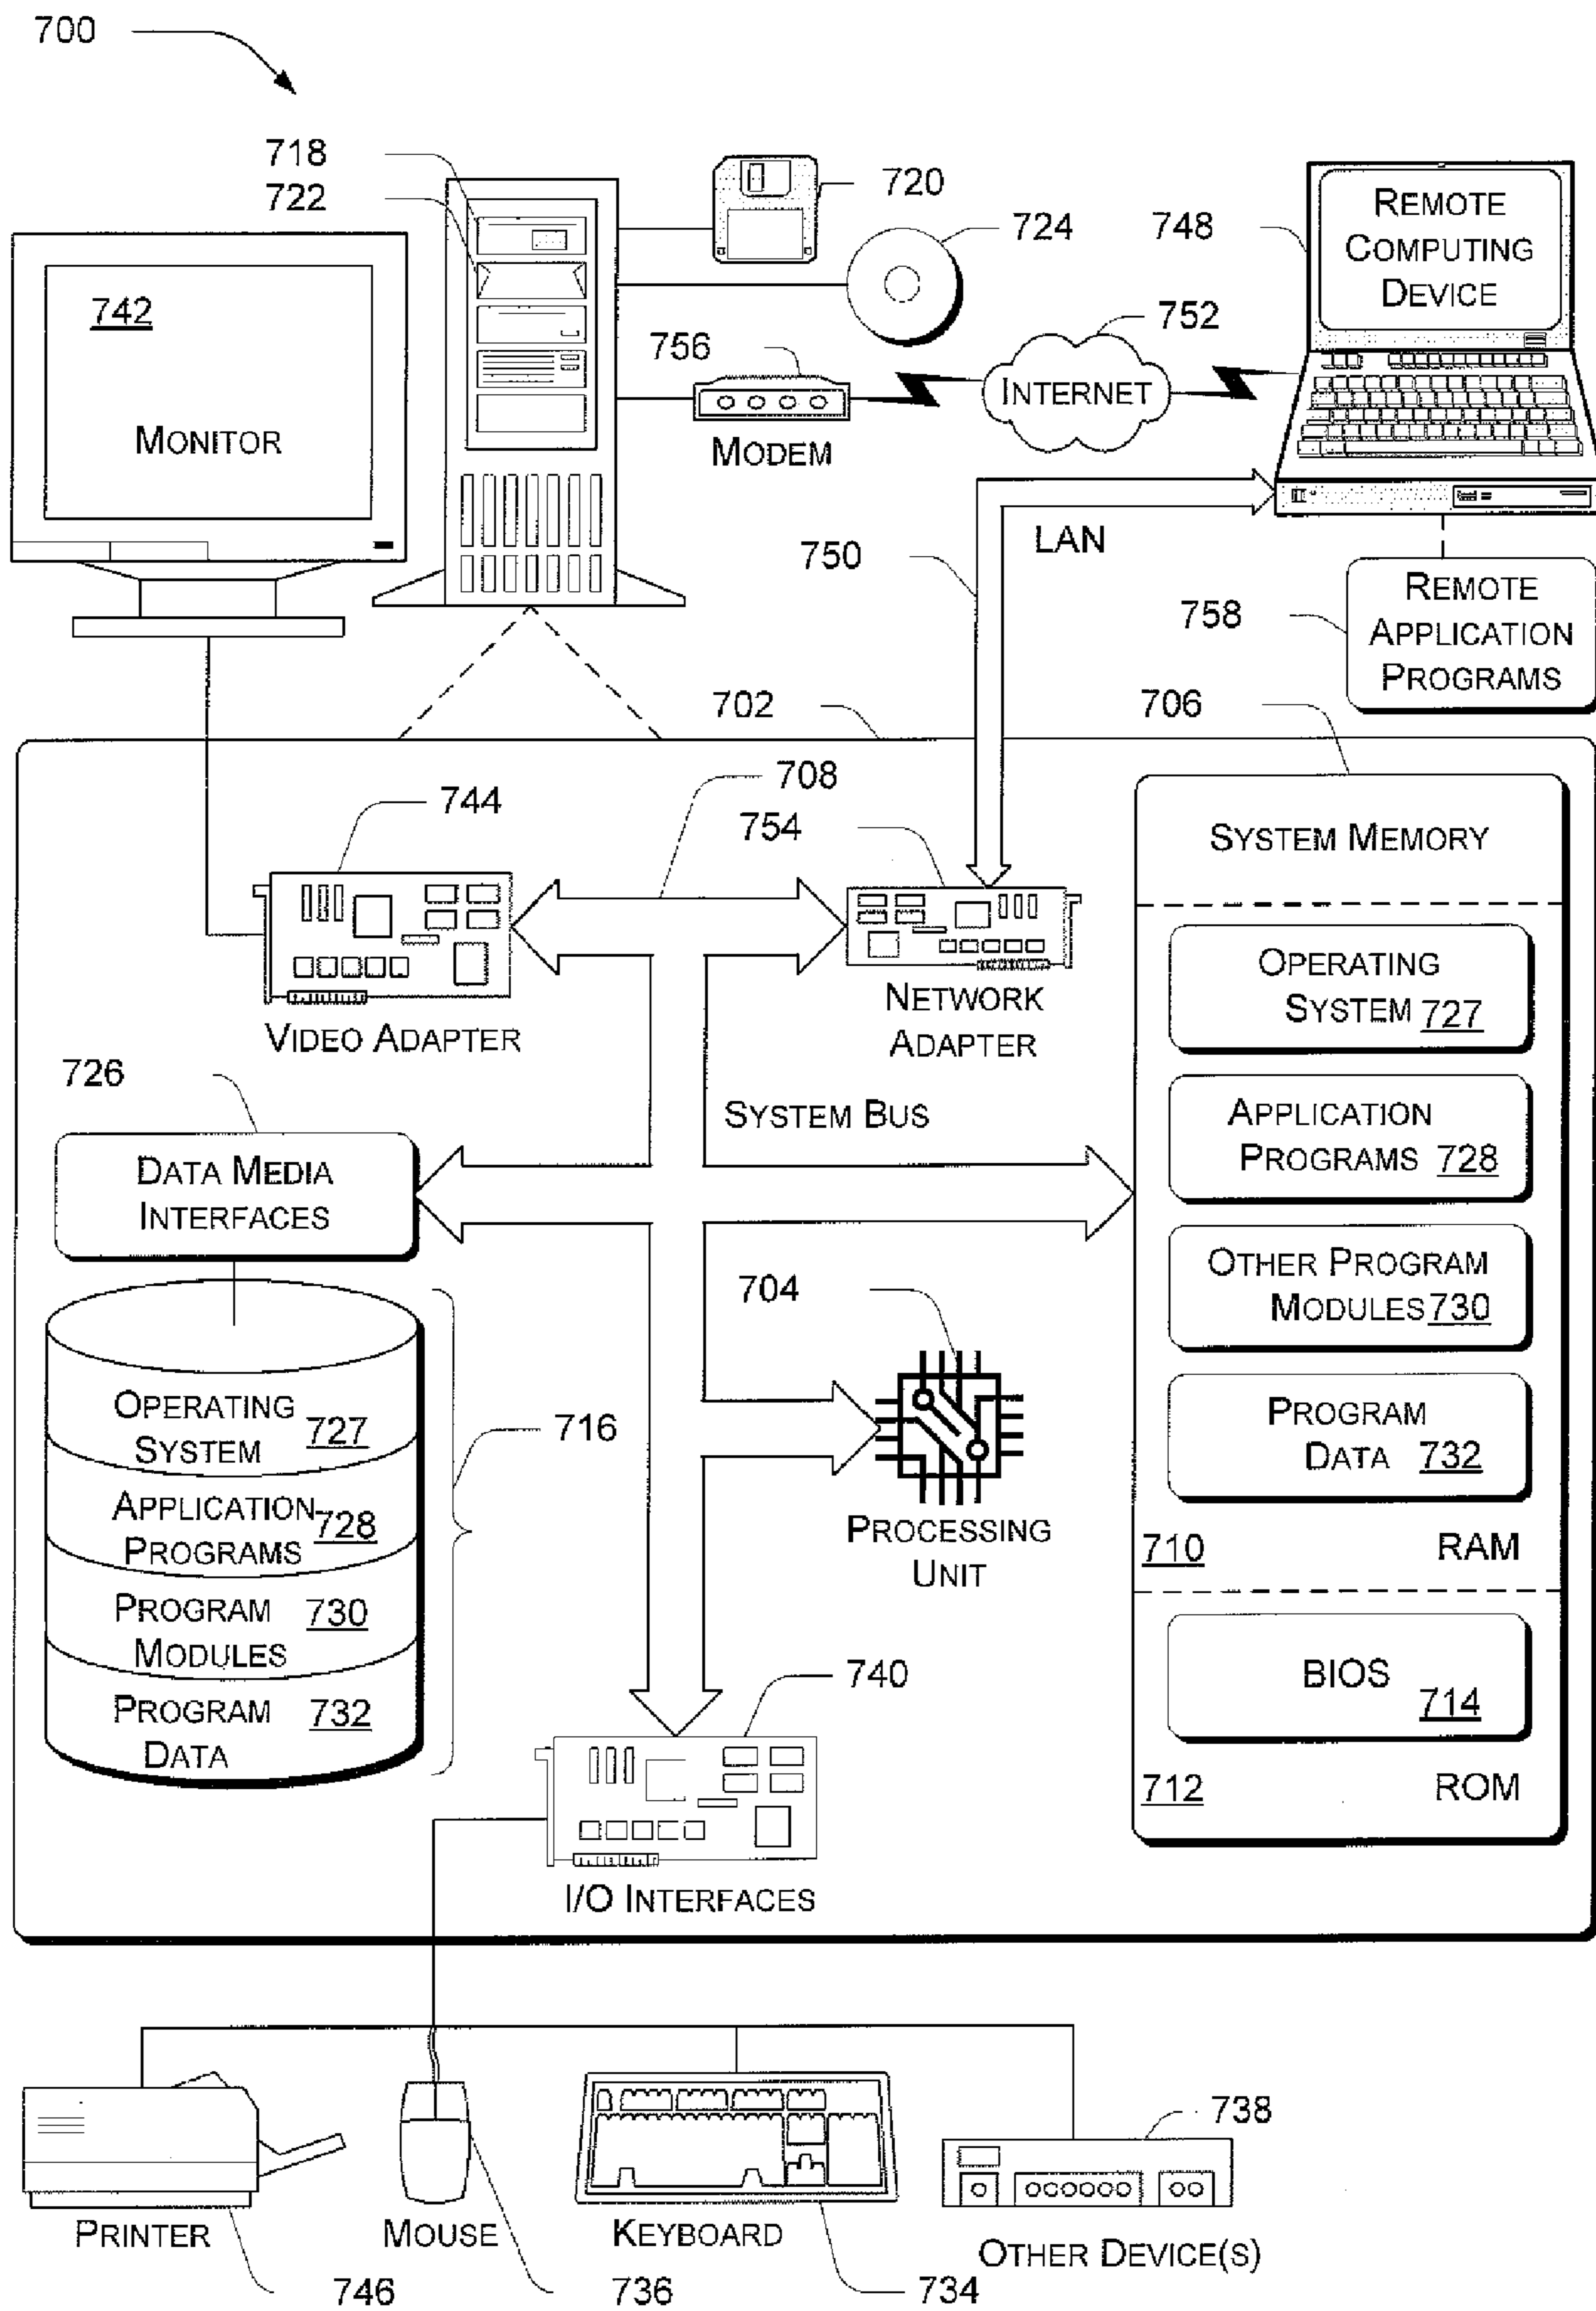 700
718
722
720
724
748
REMOTE
COMPUTING
DEVICE
742
MONITOR
756
MODEM
752
INTERNET
750
LAN
758
REMOTE
APPLICATION
PROGRAMS
702
706
708
744
754
VIDEO ADAPTER
NETWORK
ADAPTER
SYSTEM MEMORY
OPERATING
SYSTEM 727
APPLICATION
PROGRAMS 728
OTHER PROGRAM
MODULES 730
PROGRAM
DATA 732
710 RAM
BIOS
714
712 ROM
726
SYSTEM BUS
DATA MEDIA
INTERFACES
704
PROCESSING
UNIT
OPERATING
SYSTEM 727
APPLICATION
PROGRAMS 728
PROGRAM
MODULES 730
PROGRAM
DATA 732
716
740
I/O INTERFACES
738
PRINTER
MOUSE
KEYBOARD
OTHER DEVICE(S)
746
736
734